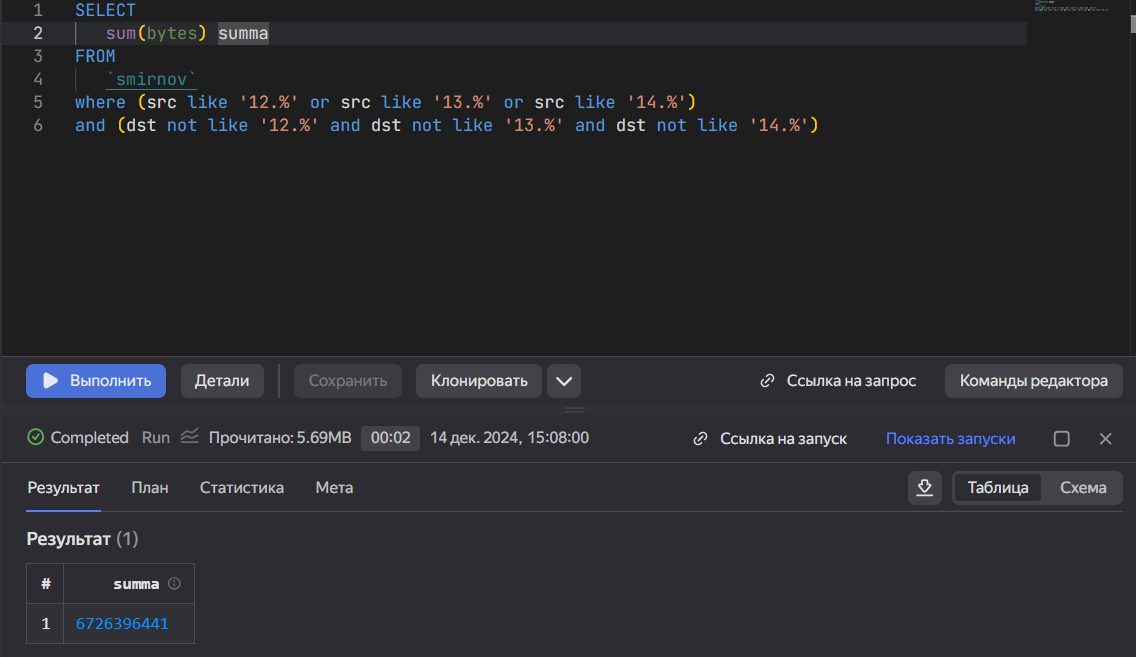 1 SELECT
2 sum(bytes) summa
3 FROM
4 `smirnov`
5 where (src like '12.%' or src like '13.%' or src like '14.%')
6 and (dst not like '12.%' and dst not like '13.%' and dst not like '14.%')
Выполнить Детали Сохранить Клонировать Ссылка на запрос Команды редактора
Completed Run Прочитано: 5.69MB 00:02 14 дек. 2024, 15:08:00 Ссылка на запуск Показать запуски
Результат План Статистика Мета Таблица Схема
Результат (1)
# summa
1 6726396441